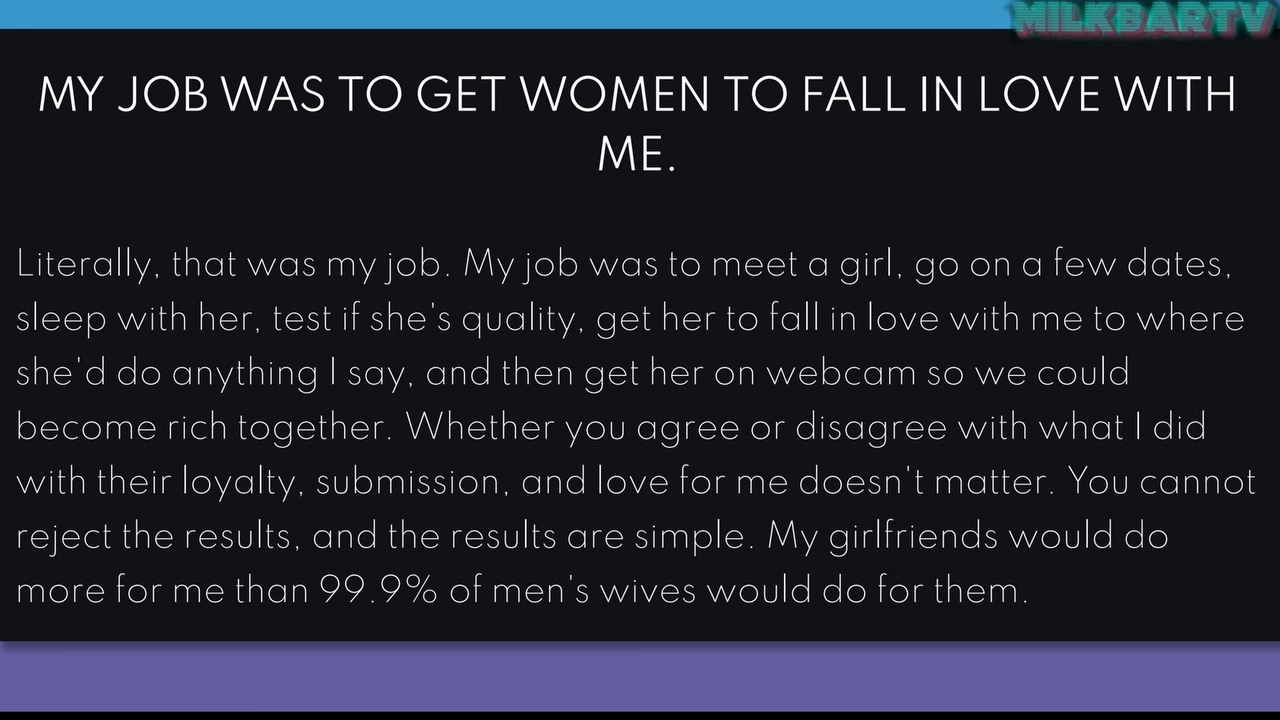 MILKBARTV
MY JOB WAS TO GET WOMEN TO FALL IN LOVE WITH
ME.
Literally, that was my job. My job was to meet a girl, go on a few dates,
sleep with her, test if she's quality, get her to fall in love with me to where
she'd do anything I say, and then get her on webcam so we could
become rich together. Whether you agree or disagree with what I did
with their loyalty, submission, and love for me doesn't matter. You cannot
reject the results, and the results are simple. My girlfriends would do
more for me than 99.9% of men's wives would do for them.